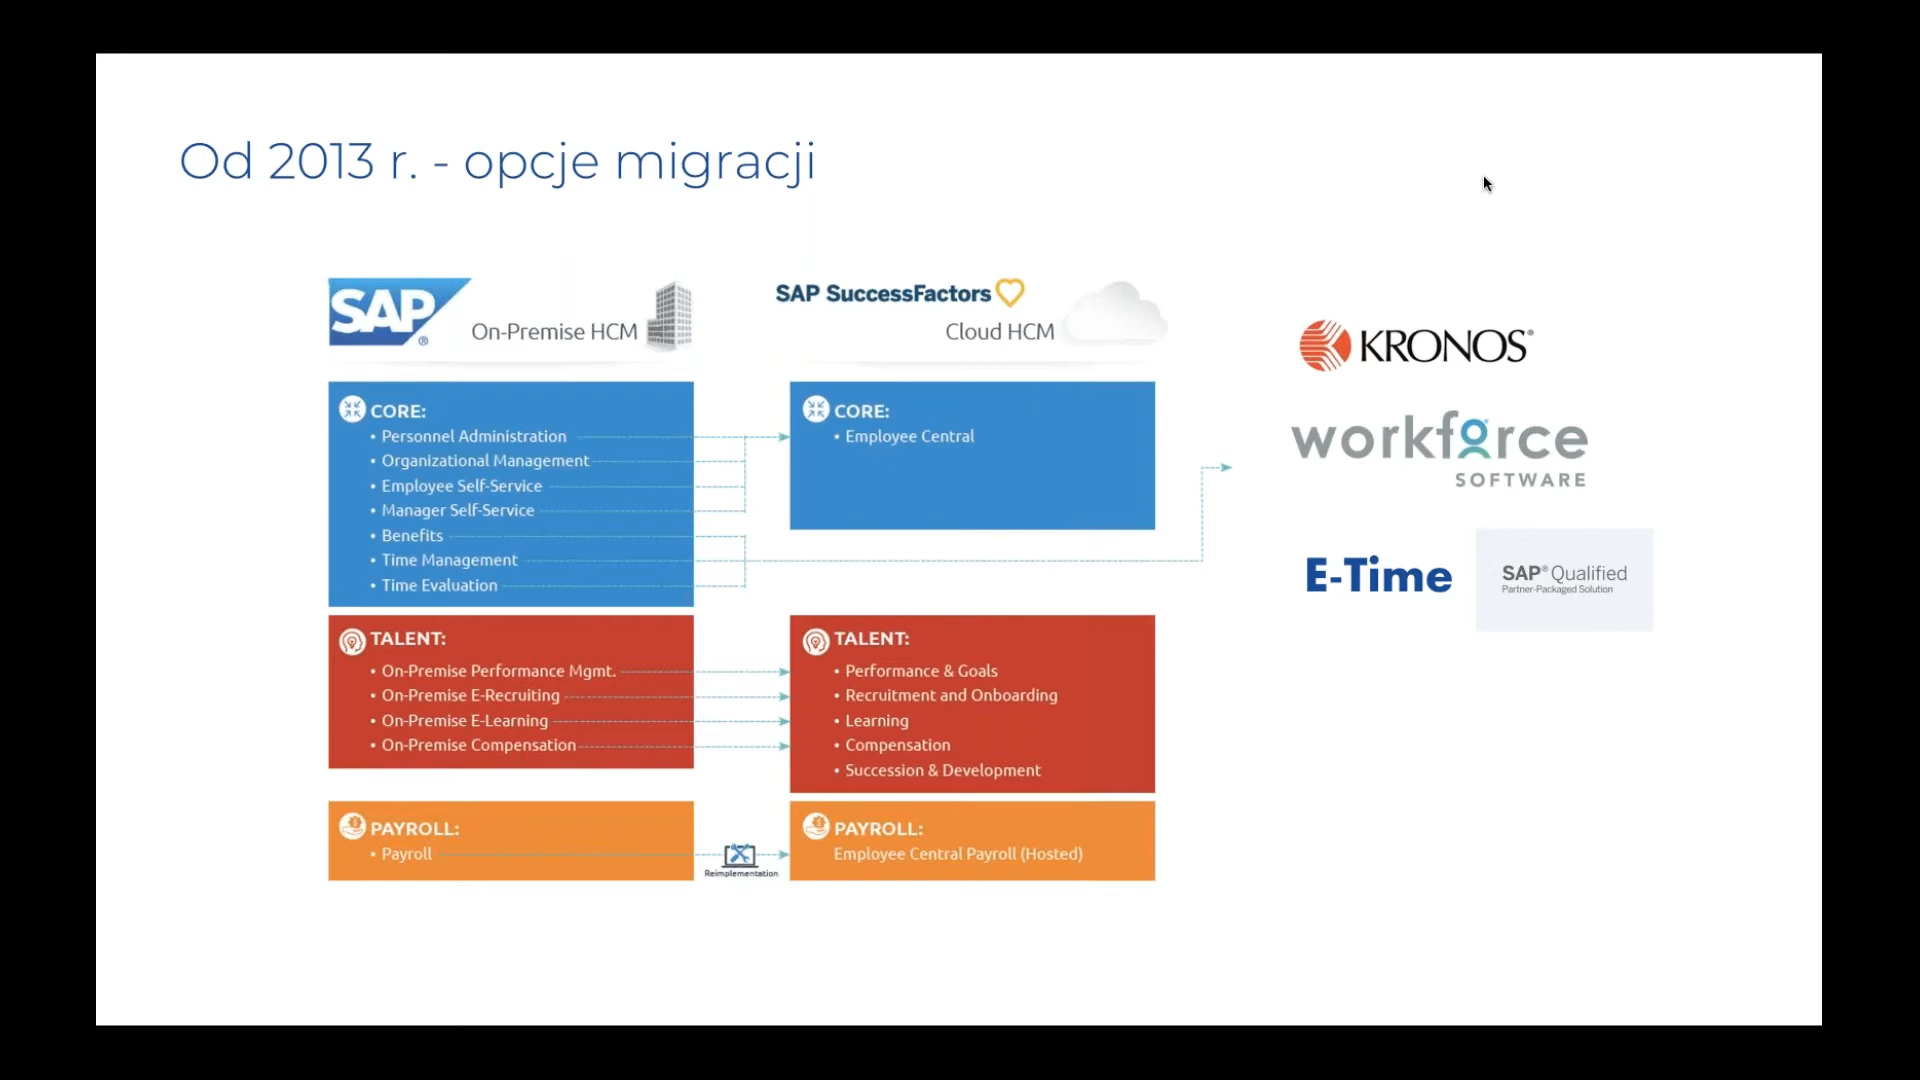 Od 2013 r. - opcje migracji
SAP®
On-Premise HCM
SAP SuccessFactors
Cloud HCM
CORE:
• Personnel Administration
• Organizational Management
• Employee Self-Service
• Manager Self-Service
• Benefits
• Time Management
• Time Evaluation
TALENT:
• On-Premise Performance Mgmt.
• On-Premise E-Recruiting
• On-Premise E-Learning
• On-Premise Compensation
PAYROLL:
• Payroll
Reimplementation
CORE:
• Employee Central
TALENT:
• Performance & Goals
• Recruitment and Onboarding
• Learning
• Compensation
• Succession & Development
PAYROLL:
Employee Central Payroll (Hosted)
KRONOS®
workforce
SOFTWARE
E-Time
SAP® Qualified
Partner-Packaged Solution